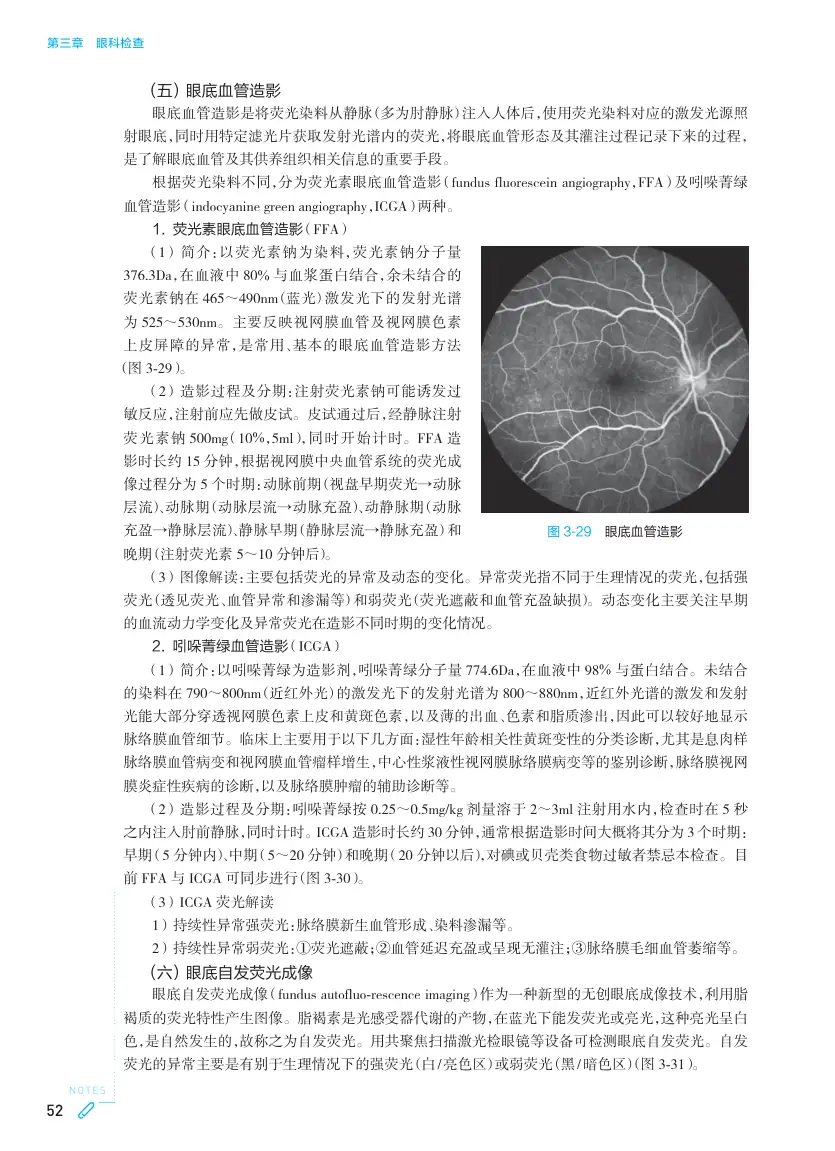 第三章 眼科检查
（五）眼底血管造影
眼底血管造影是将荧光染料从静脉（多为肘静脉）注入人体后，使用荧光染料对应的激发光源照
射眼底，同时用特定滤光片获取发射光谱内的荧光，将眼底血管形态及其灌注过程记录下来的过程，
是了解眼底血管及其供养组织相关信息的重要手段。
根据荧光染料不同，分为荧光素眼底血管造影（fundus fluorescein angiography，FFA）及吲哚菁绿
血管造影（indocyanine green angiography，ICGA）两种。
1. 荧光素眼底血管造影（FFA）
（1）简介：以荧光素钠为染料，荧光素钠分子量
376.3Da，在血液中 80% 与血浆蛋白结合，余未结合的
荧光素钠在 465～490nm（蓝光）激发光下的发射光谱
为 525～530nm。主要反映视网膜血管及视网膜色素
上皮屏障的异常，是常用、基本的眼底血管造影方法
（图 3-29）。
（2）造影过程及分期：注射荧光素钠可能诱发过
敏反应，注射前应先做皮试。皮试通过后，经静脉注射
荧光素钠 500mg（10%，5ml），同时开始计时。FFA 造
影时长约 15 分钟，根据视网膜中央血管系统的荧光成
像过程分为 5 个时期：动脉前期（视盘早期荧光→动脉
层流）、动脉期（动脉层流→动脉充盈）、动静脉期（动脉
充盈→静脉层流）、静脉早期（静脉层流→静脉充盈）和
晚期（注射荧光素 5～10 分钟后）。
图 3-29 眼底血管造影
（3）图像解读：主要包括荧光的异常及动态的变化。异常荧光指不同于生理情况的荧光，包括强
荧光（透见荧光、血管异常和渗漏等）和弱荧光（荧光遮蔽和血管充盈缺损）。动态变化主要关注早期
的血流动力学变化及异常荧光在造影不同时期的变化情况。
2. 吲哚菁绿血管造影（ICGA）
（1）简介：以吲哚菁绿为造影剂，吲哚菁绿分子量 774.6Da，在血液中 98% 与蛋白结合。未结合
的染料在 790～800nm（近红外光）的激发光下的发射光谱为 800～880nm，近红外光谱的激发和发射
光能大部分穿透视网膜色素上皮和黄斑色素，以及薄的出血、色素和脂质渗出，因此可以较好地显示
脉络膜血管细节。临床上主要用于以下几方面：湿性年龄相关性黄斑变性的分类诊断，尤其是息肉样
脉络膜血管病变和视网膜血管瘤样增生，中心性浆液性视网膜脉络膜病变等的鉴别诊断，脉络膜视网
膜炎症性疾病的诊断，以及脉络膜肿瘤的辅助诊断等。
（2）造影过程及分期：吲哚菁绿按 0.25～0.5mg/kg 剂量溶于 2～3ml 注射用水内，检查时在 5 秒
之内注入肘前静脉，同时计时。ICGA 造影时长约 30 分钟，通常根据造影时间大概将其分为 3 个时期：
早期（5 分钟内）、中期（5～20 分钟）和晚期（20 分钟以后），对碘或贝壳类食物过敏者禁忌本检查。目
前 FFA 与 ICGA 可同步进行（图 3-30）。
（3）ICGA 荧光解读
1）持续性异常强荧光：脉络膜新生血管形成、染料渗漏等。
2）持续性异常弱荧光：①荧光遮蔽；②血管延迟充盈或呈现无灌注；③脉络膜毛细血管萎缩等。
（六）眼底自发荧光成像
眼底自发荧光成像（fundus autofluo-rescence imaging）作为一种新型的无创眼底成像技术，利用脂
褐质的荧光特性产生图像。脂褐素是光感受器代谢的产物，在蓝光下能发荧光或亮光，这种亮光呈白
色，是自然发生的，故称之为自发荧光。用共聚焦扫描激光检眼镜等设备可检测眼底自发荧光。自发
荧光的异常主要是有别于生理情况下的强荧光（白/亮色区）或弱荧光（黑/暗色区）（图 3-31）。
NOTES
52